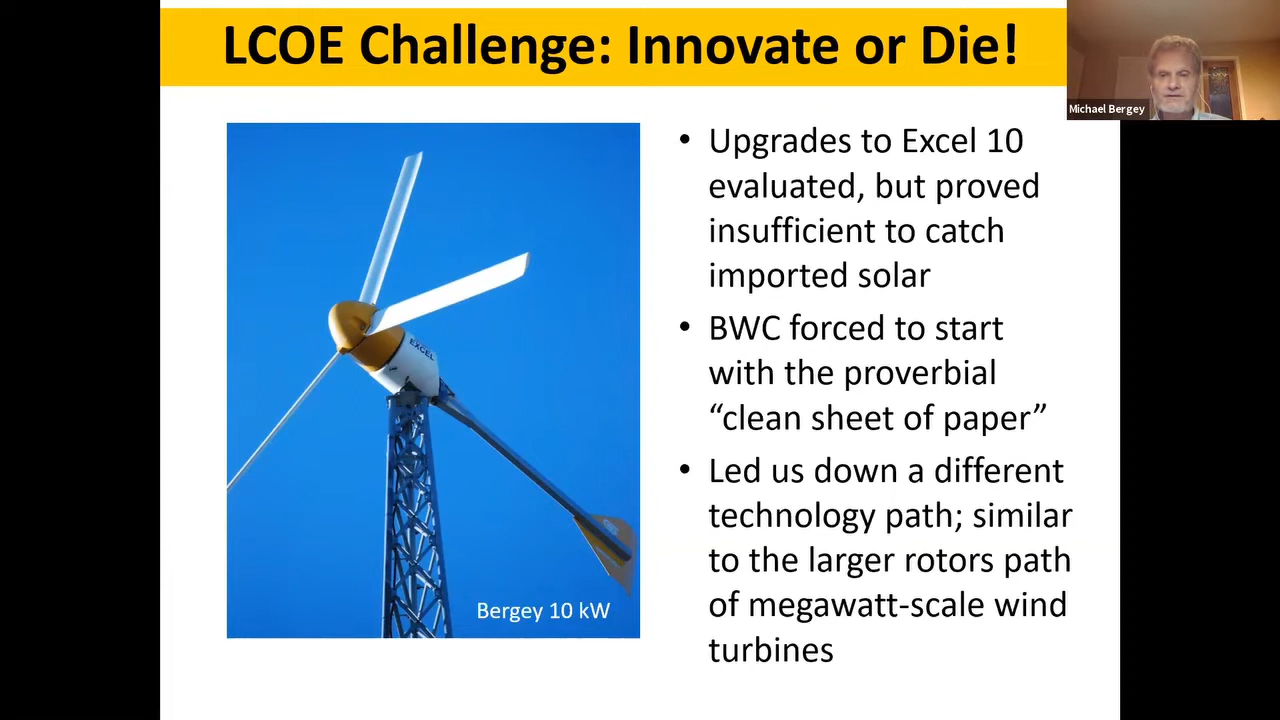 LCOE Challenge: Innovate or Die!
Michael Bergey
• Upgrades to Excel 10
evaluated, but proved
insufficient to catch
imported solar
• BWC forced to start
with the proverbial
“clean sheet of paper”
• Led us down a different
technology path; similar
to the larger rotors path
of megawatt-scale wind
turbines
EXCEL
Bergey 10 kW